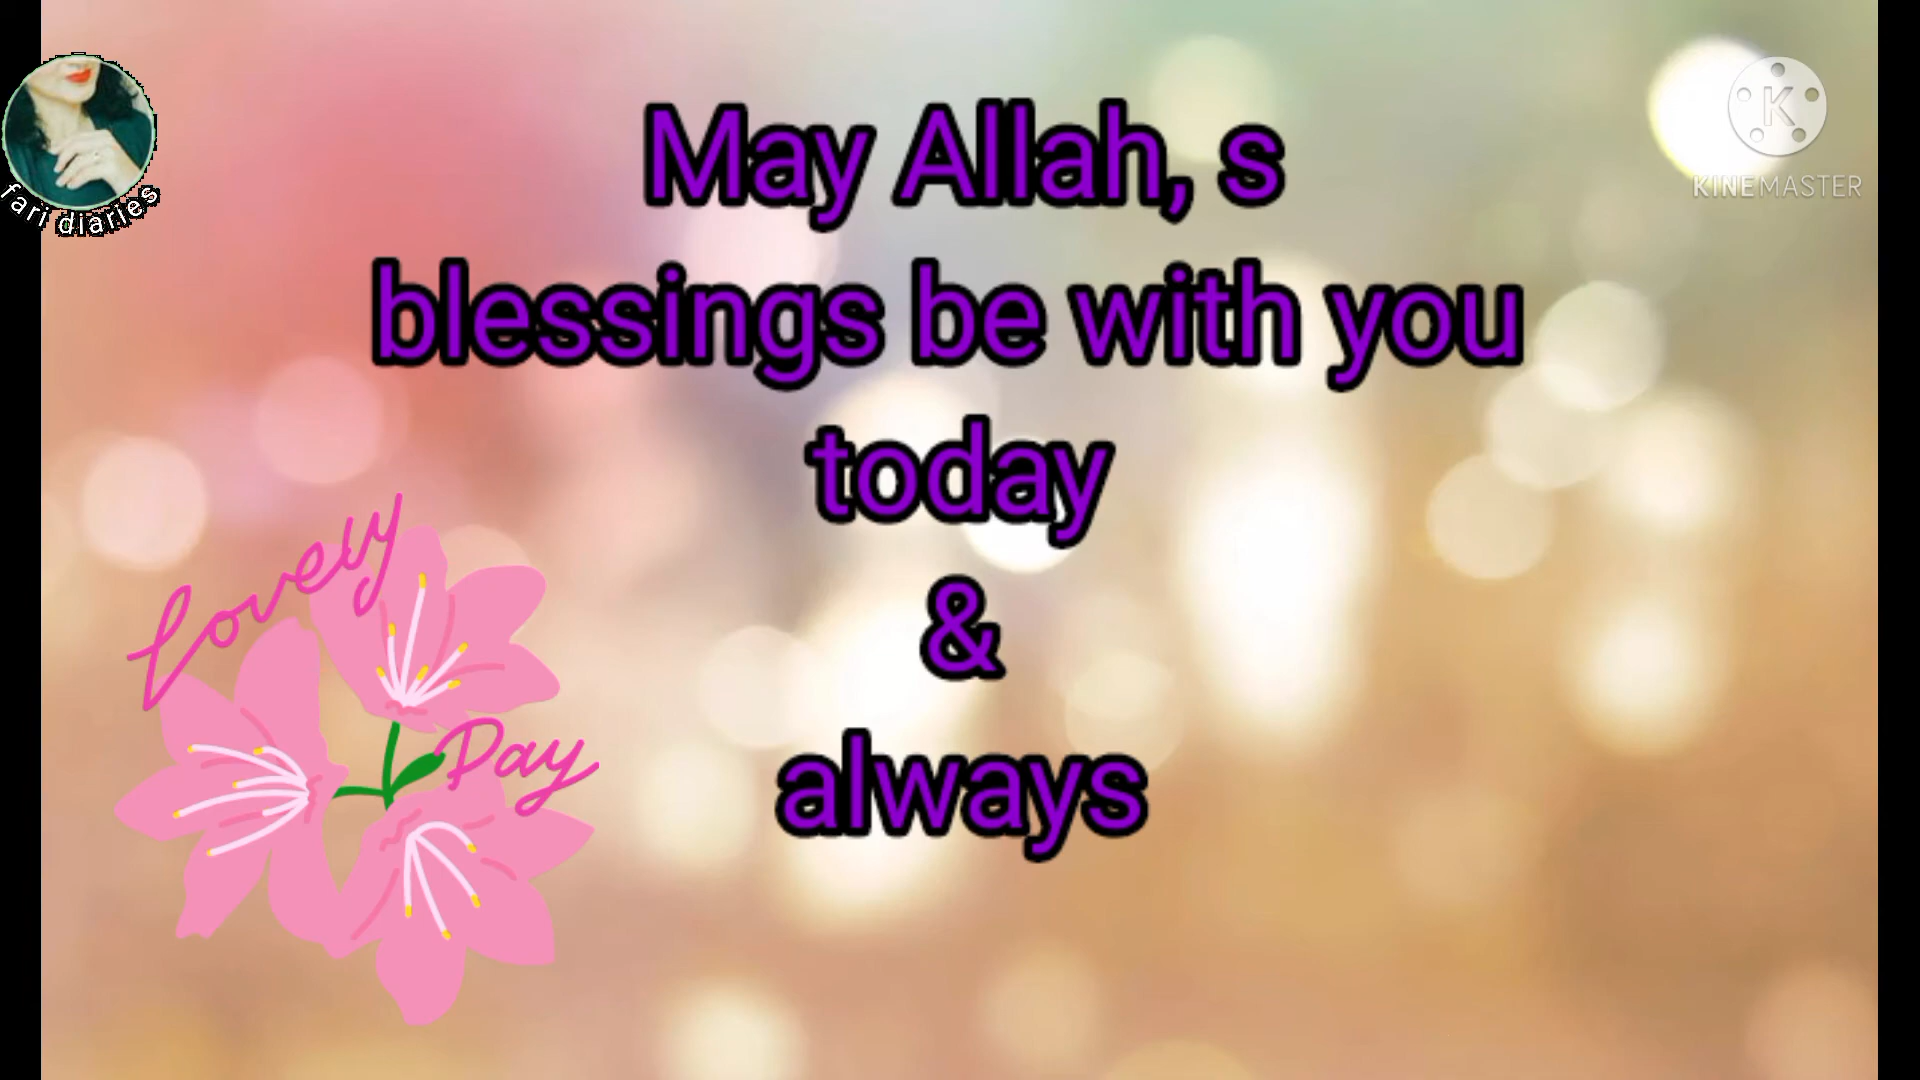 fari diaries
KINEMASTER
May Allah, s
blessings be with you
today
&
always
Lovely
Day